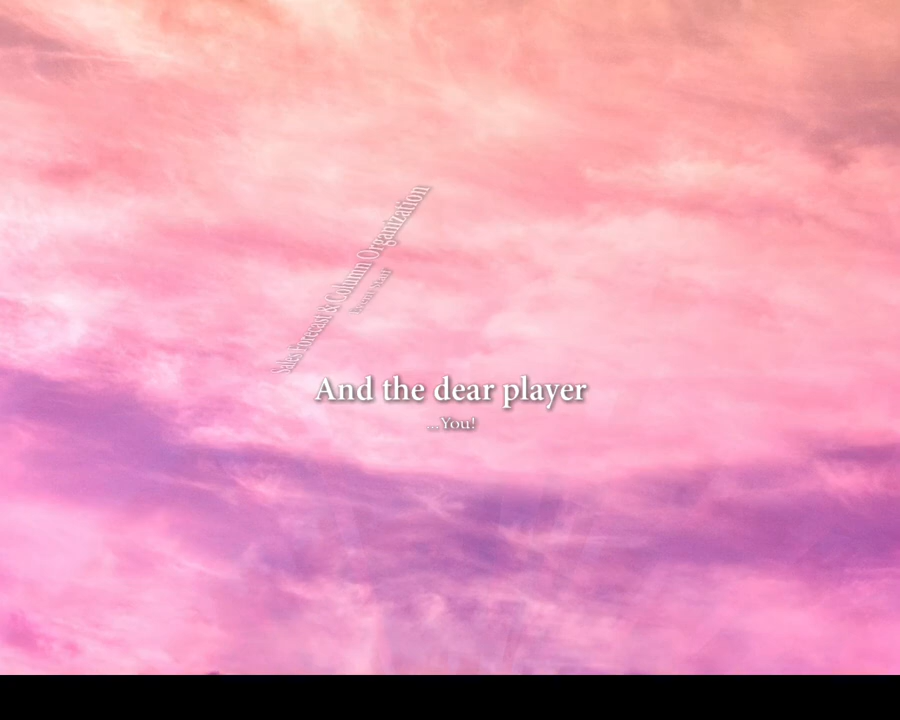 Sales Forecast & Column Organization
And the dear player
...You!